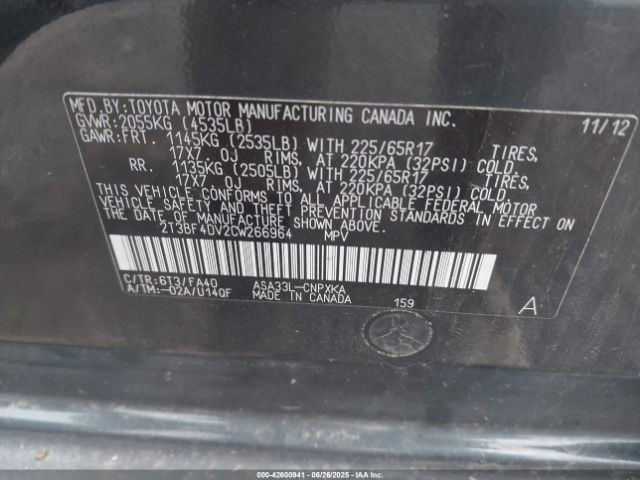 MFD.BY:TOYOTA MOTOR MANUFACTURING CANADA INC. 11/12
GVWR:2055KG (4535LB)
GAWR:FRT. 1145KG (2535LB) WITH 225/65R17 TIRES,
17X7.0J RIMS, AT 220KPA (32PSI) COLD
RR. 1135KG (2505LB) WITH 225/65R17 TIRES,
17X7.0J RIMS, AT 220KPA (32PSI) COLD
THIS VEHICLE CONFORMS TO ALL APPLICABLE FEDERAL MOTOR
VEHICLE SAFETY AND THEFT PREVENTION STANDARDS IN EFFECT ON
THE DATE OF MANUFACTURE SHOWN ABOVE.
2T3BF4DV2CW266964 MPV
C/TR:6T3/FA40 ASA33L-CNPXKA
A/TM:-02A/U140F MADE IN CANADA 159 A
000-42600941 - 06/26/2025 - IAAI.COM